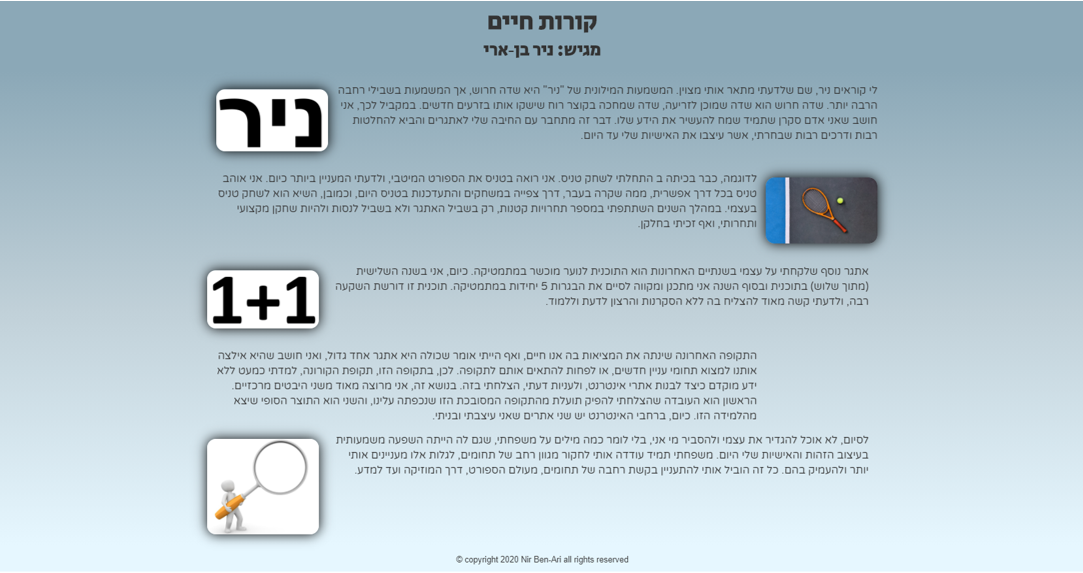 קורות חיים
מגיש: ניר בן-ארי
לי קוראים ניר, שם שלדעתי מתאר אותי מצוין. המשמעות המילונית של "ניר" היא שדה חרוש, אך המשמעות בשבילי רחבה
הרבה יותר. שדה חרוש הוא שדה שמוכן לזריעה, שדה שמחכה בקוצר רוח שישקו אותו בזרעים חדשים. במקביל לכך, אני
חושב שאני אדם סקרן שתמיד שמח להעשיר את הידע שלו. דבר זה מתחבר עם החיבה שלי לאתגרים והביא להחלטות
רבות ודרכים רבות שבחרתי, אשר עיצבו את האישיות שלי עד היום.
ניר
לדוגמה, כבר בכיתה ב התחלתי לשחק טניס. אני רואה בטניס את הספורט המיטבי, ולדעתי המעניין ביותר כיום. אני אוהב
טניס בכל דרך אפשרית, ממה שקרה בעבר, דרך צפייה במשחקים והתעדכנות בטניס היום, וכמובן, השיא הוא לשחק טניס
בעצמי. במהלך השנים השתתפתי במספר תחרויות קטנות, רק בשביל האתגר ולא בשביל לנסות ולהיות שחקן מקצועי
ותחרותי, ואף זכיתי בחלקן.
אתגר נוסף שלקחתי על עצמי בשנתיים האחרונות הוא התוכנית לנוער מוכשר במתמטיקה. כיום, אני בשנה השלישית
(מתוך שלוש) בתוכנית ובסוף השנה אני מתכנן ומקווה לסיים את הבגרות 5 יחידות במתמטיקה. תוכנית זו דורשת השקעה
רבה, ולדעתי קשה מאוד להצליח בה ללא הסקרנות והרצון לדעת וללמוד.
1+1
התקופה האחרונה שינתה את המציאות בה אנו חיים, ואף הייתי אומר שכולה היא אתגר אחד גדול, ואני חושב שהיא אילצה
אותנו למצוא תחומי עניין חדשים, או לפחות להתאים אותם לתקופה. לכן, בתקופה הזו, תקופת הקורונה, למדתי כמעט ללא
ידע מוקדם כיצד לבנות אתרי אינטרנט, ולעניות דעתי, הצלחתי בזה. בנושא זה, אני מרוצה מאוד משני היבטים מרכזיים.
הראשון הוא העובדה שהצלחתי להפיק תועלת מהתקופה המסובכת הזו שנכפתה עלינו, והשני הוא התוצר הסופי שיצא
מהלמידה הזו. כיום, ברחבי האינטרנט יש שני אתרים שאני עיצבתי ובניתי.
לסיום, לא אוכל להגדיר את עצמי ולהסביר מי אני, בלי לומר כמה מילים על משפחתי, שגם לה הייתה השפעה משמעותית
בעיצוב הזהות והאישיות שלי היום. משפחתי תמיד עודדה אותי לחקור מגוון רחב של תחומים, לגלות אלו מעניינים אותי
יותר ולהעמיק בהם. כל זה הוביל אותי להתעניין בקשת רחבה של תחומים, מעולם הספורט, דרך המוזיקה ועד למדע.
© copyright 2020 Nir Ben-Ari all rights reserved